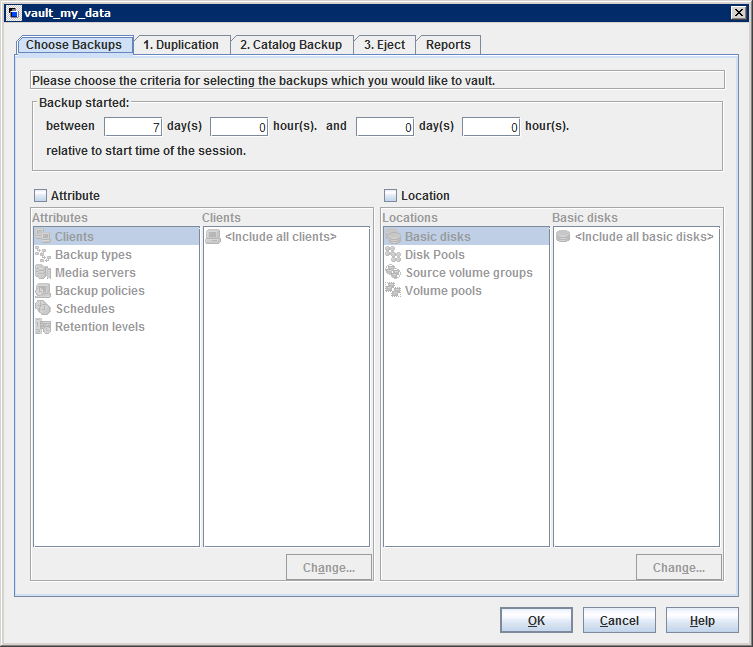 vault_my_data
Choose Backups 1. Duplication 2. Catalog Backup 3. Eject Reports
Please choose the criteria for selecting the backups which you would like to vault.
Backup started:
between 7 day(s) 0 hour(s). and 0 day(s) 0 hour(s).
relative to start time of the session.
Attribute Location
Attributes Clients Locations Basic disks
Clients <Include all clients> Basic disks <Include all basic disks>
Backup types Disk Pools
Media servers Source volume groups
Backup policies Volume pools
Schedules
Retention levels
Change... Change...
OK Cancel Help